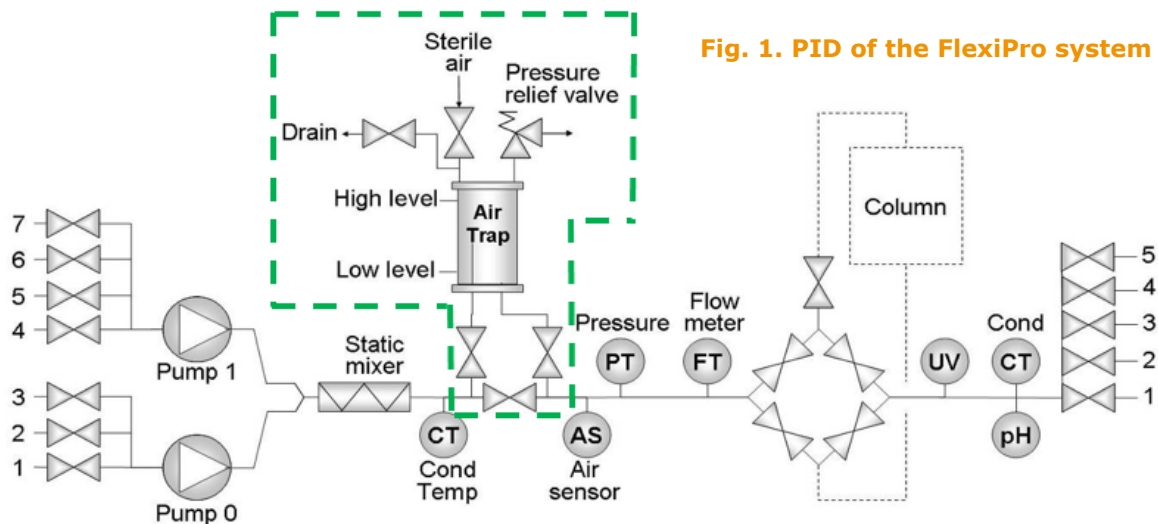 Fig. 1. PID of the FlexiPro system
Sterile
air
Pressure
relief valve
Drain
High level
Air
Trap
Low level
Column
7
6
5
4
Pump 1
3
2
1
Pump 0
Static
mixer
CT
Cond
Temp
AS
Air
sensor
Pressure
PT
Flow
meter
FT
UV
Cond
CT
pH
5
4
3
2
1